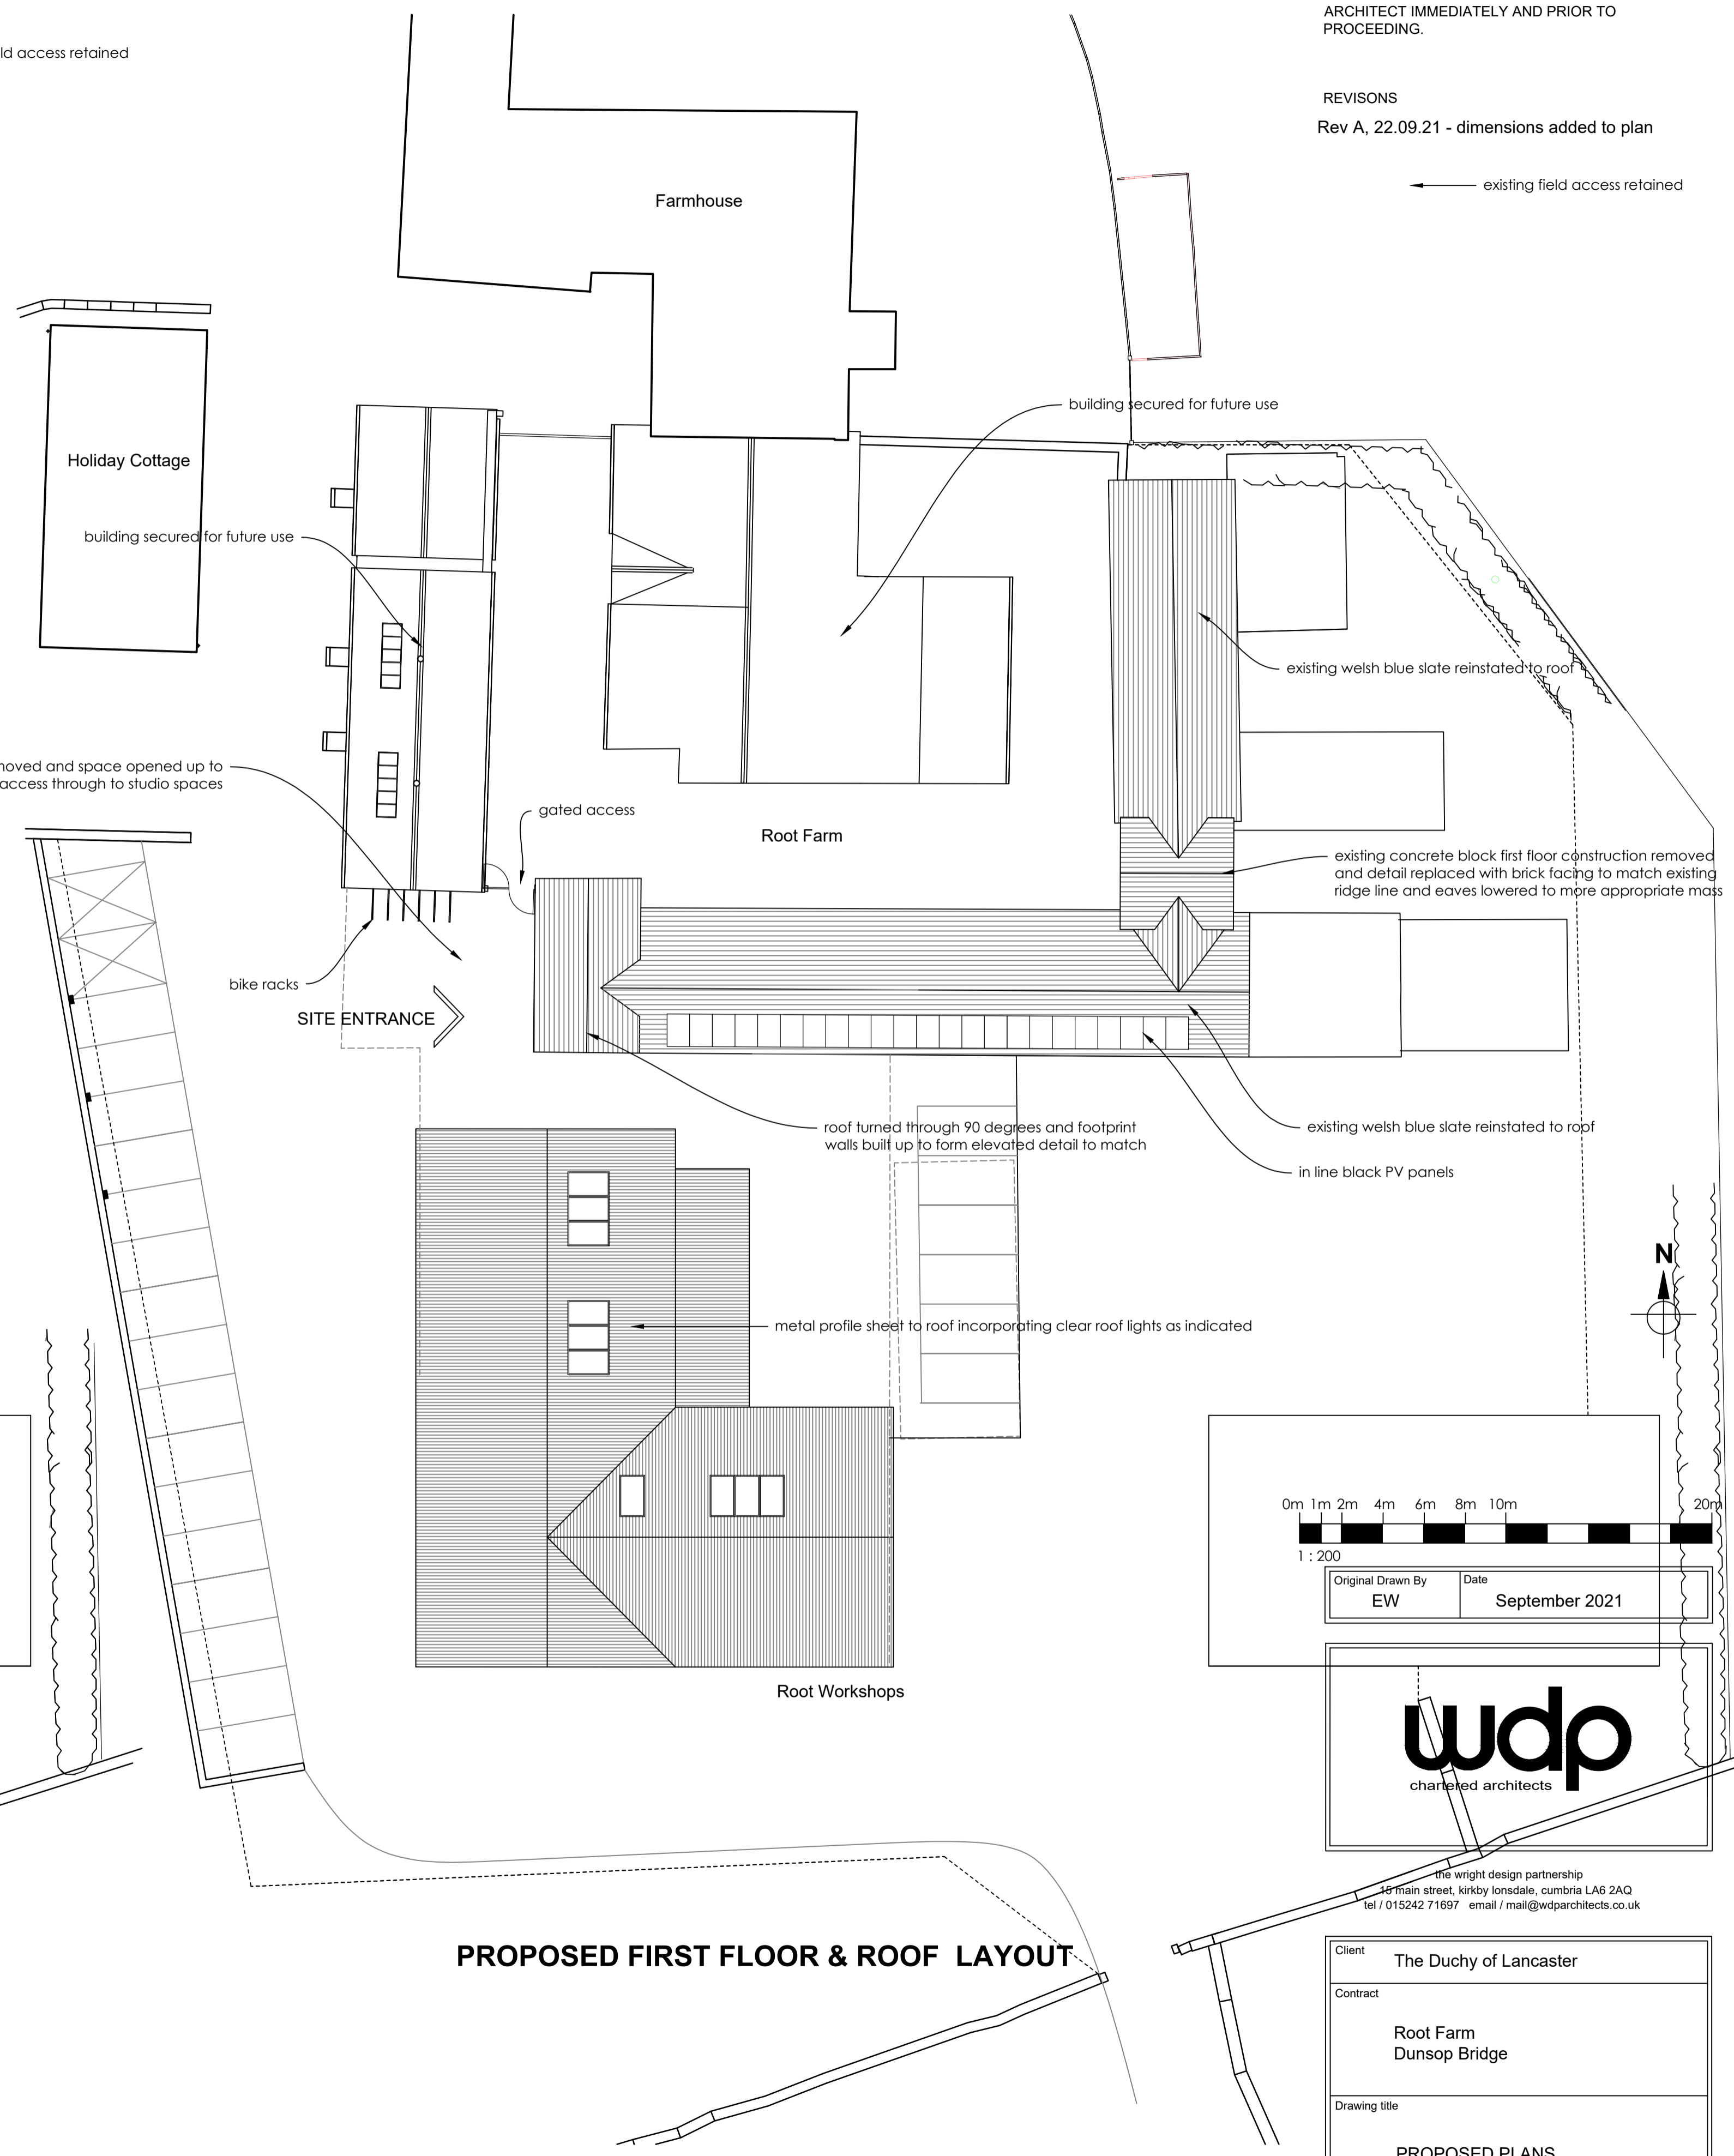 ARCHITECT IMMEDIATELY AND PRIOR TO
PROCEEDING.
REVISONS
Rev A, 22.09.21 - dimensions added to plan
existing field access retained
access retained
Farmhouse
Holiday Cottage
building secured for future use
building secured for future use
existing welsh blue slate reinstated to roof
and space opened up to
access through to studio spaces
gated access
Root Farm
existing concrete block first floor construction removed
and detail replaced with brick facing to match existing
ridge line and eaves lowered to more appropriate mass
bike racks
SITE ENTRANCE
roof turned through 90 degrees and footprint
walls built up to form elevated detail to match
existing welsh blue slate reinstated to roof
in line black PV panels
N
metal profile sheet to roof incorporating clear roof lights as indicated
0m 1m 2m 4m 6m 8m 10m 20m
1 : 200
Original Drawn By
EW
Date
September 2021
Root Workshops
wdp
chartered architects
the wright design partnership
15 main street, kirkby lonsdale, cumbria LA6 2AQ
tel / 015242 71697 email / mail@wdparchitects.co.uk
PROPOSED FIRST FLOOR & ROOF LAYOUT
Client
The Duchy of Lancaster
Contract
Root Farm
Dunsop Bridge
Drawing title
PROPOSED PLANS